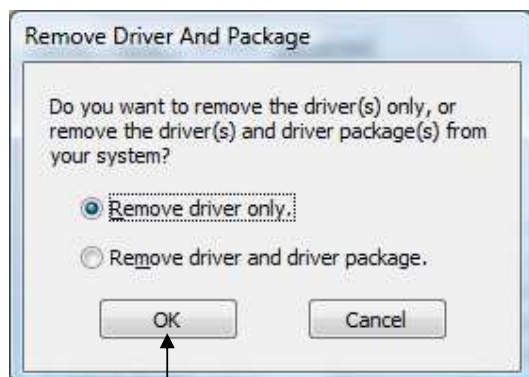 Remove Driver And Package
Do you want to remove the driver(s) only, or
remove the driver(s) and driver package(s) from
your system?
Remove driver only.
Remove driver and driver package.
OK Cancel